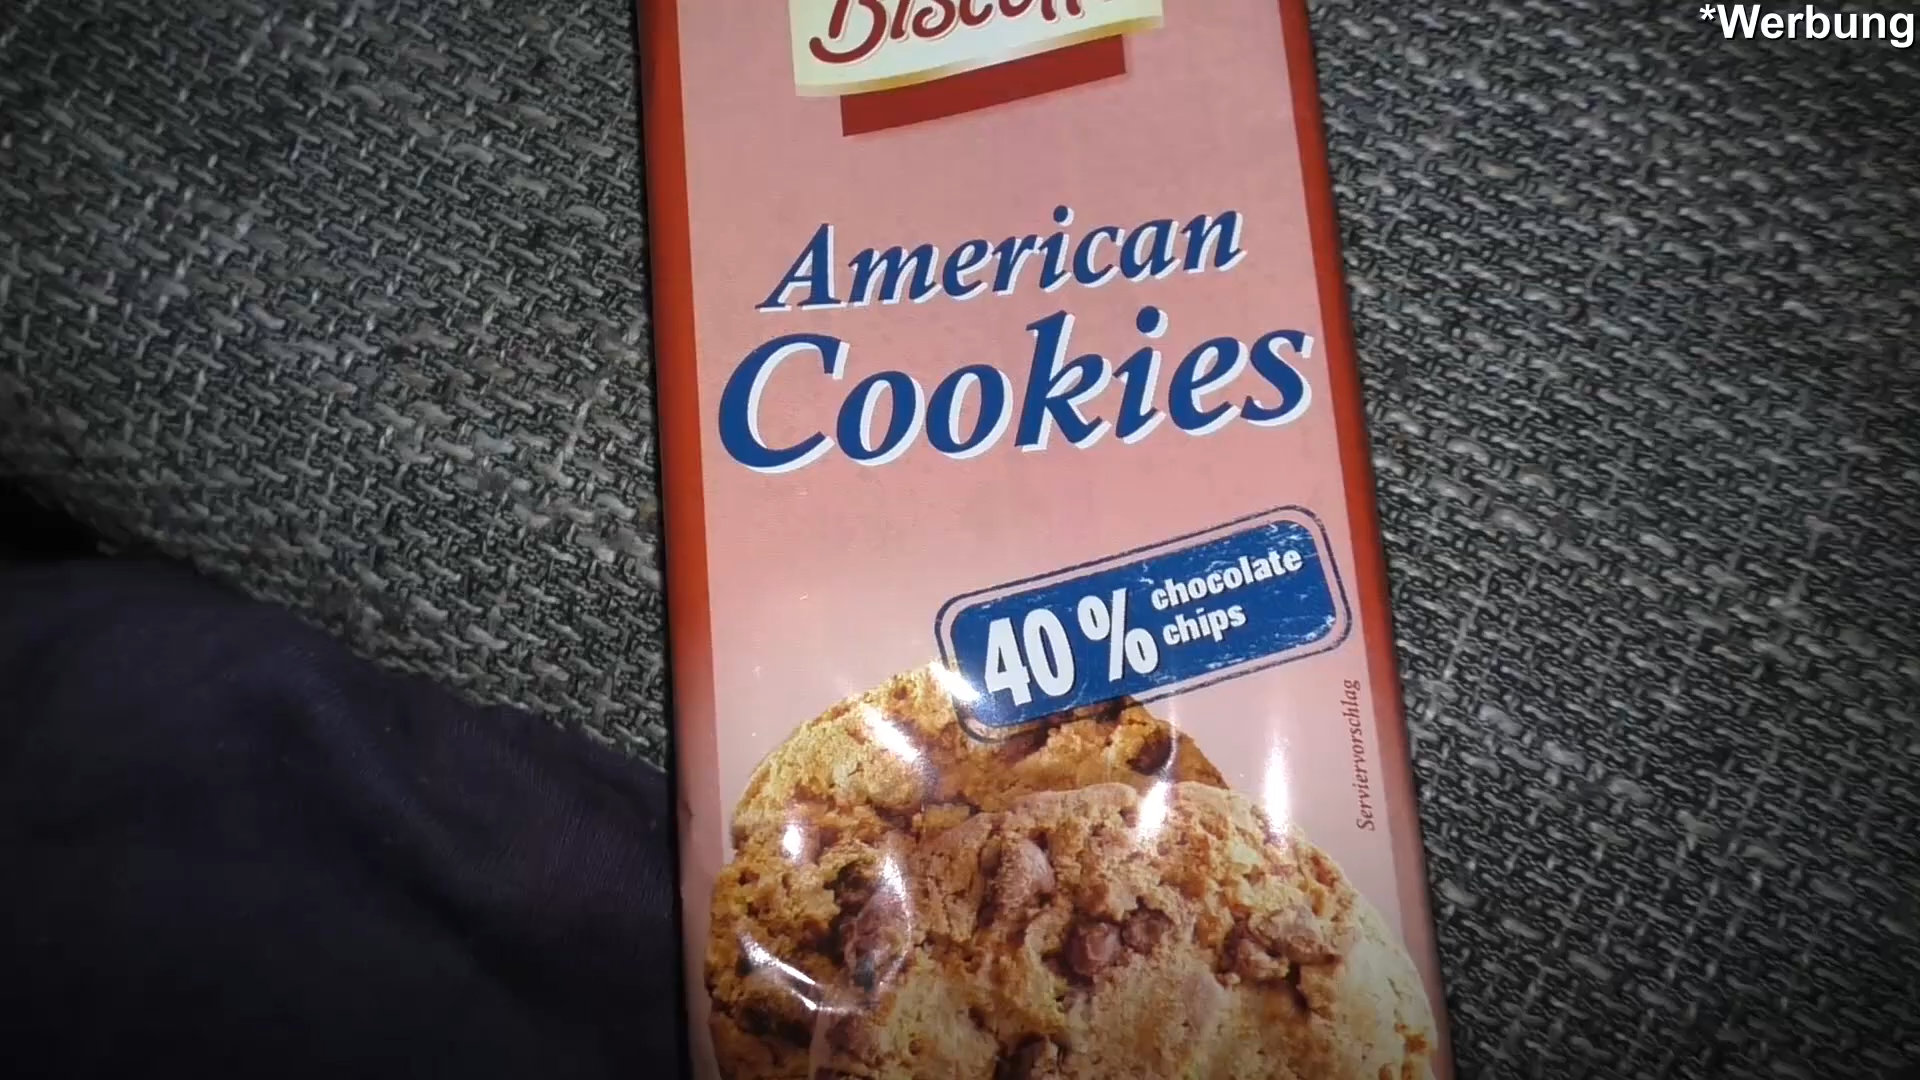 *Werbung
American
Cookies
40 % chocolate
chips
Serviervorschlag